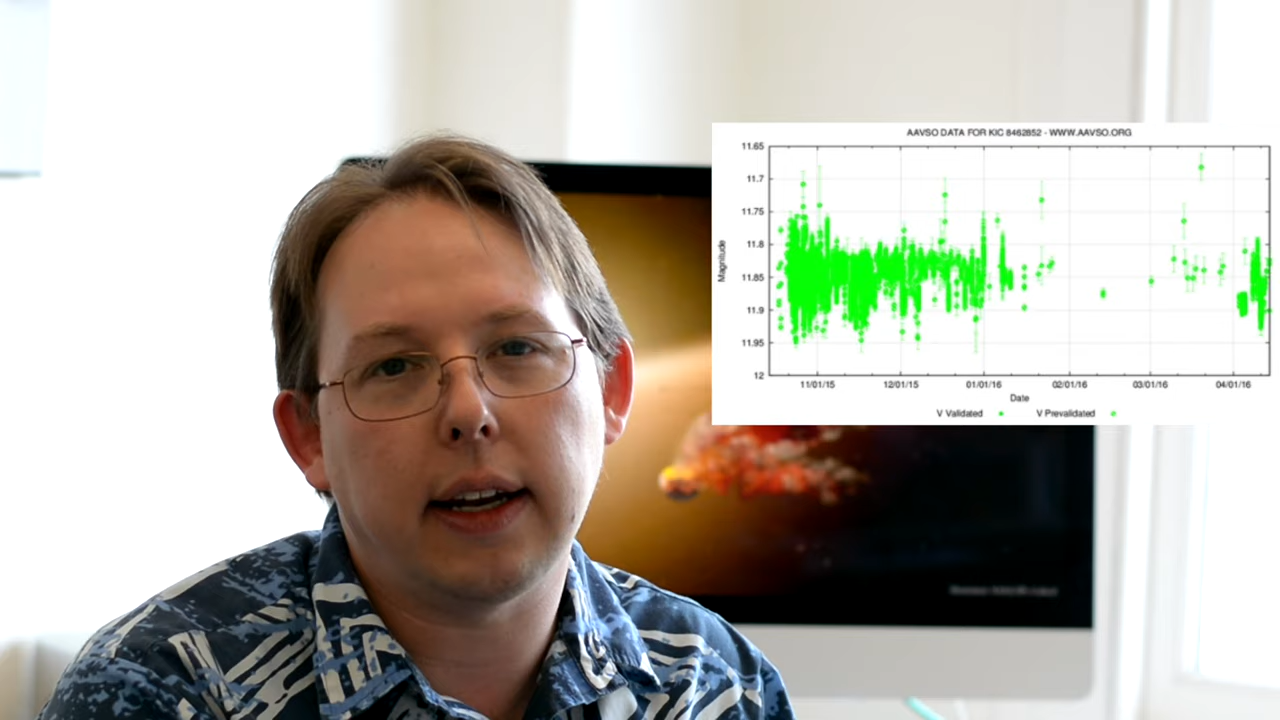 AAVSO DATA FOR KIC 8462852 - WWW.AAVSO.ORG
11.65
11.7
11.75
11.8
11.85
11.9
11.95
12
Magnitude
11/01/15 12/01/15 01/01/16 02/01/16 03/01/16 04/01/16
Date
V Validated V Prevalidated